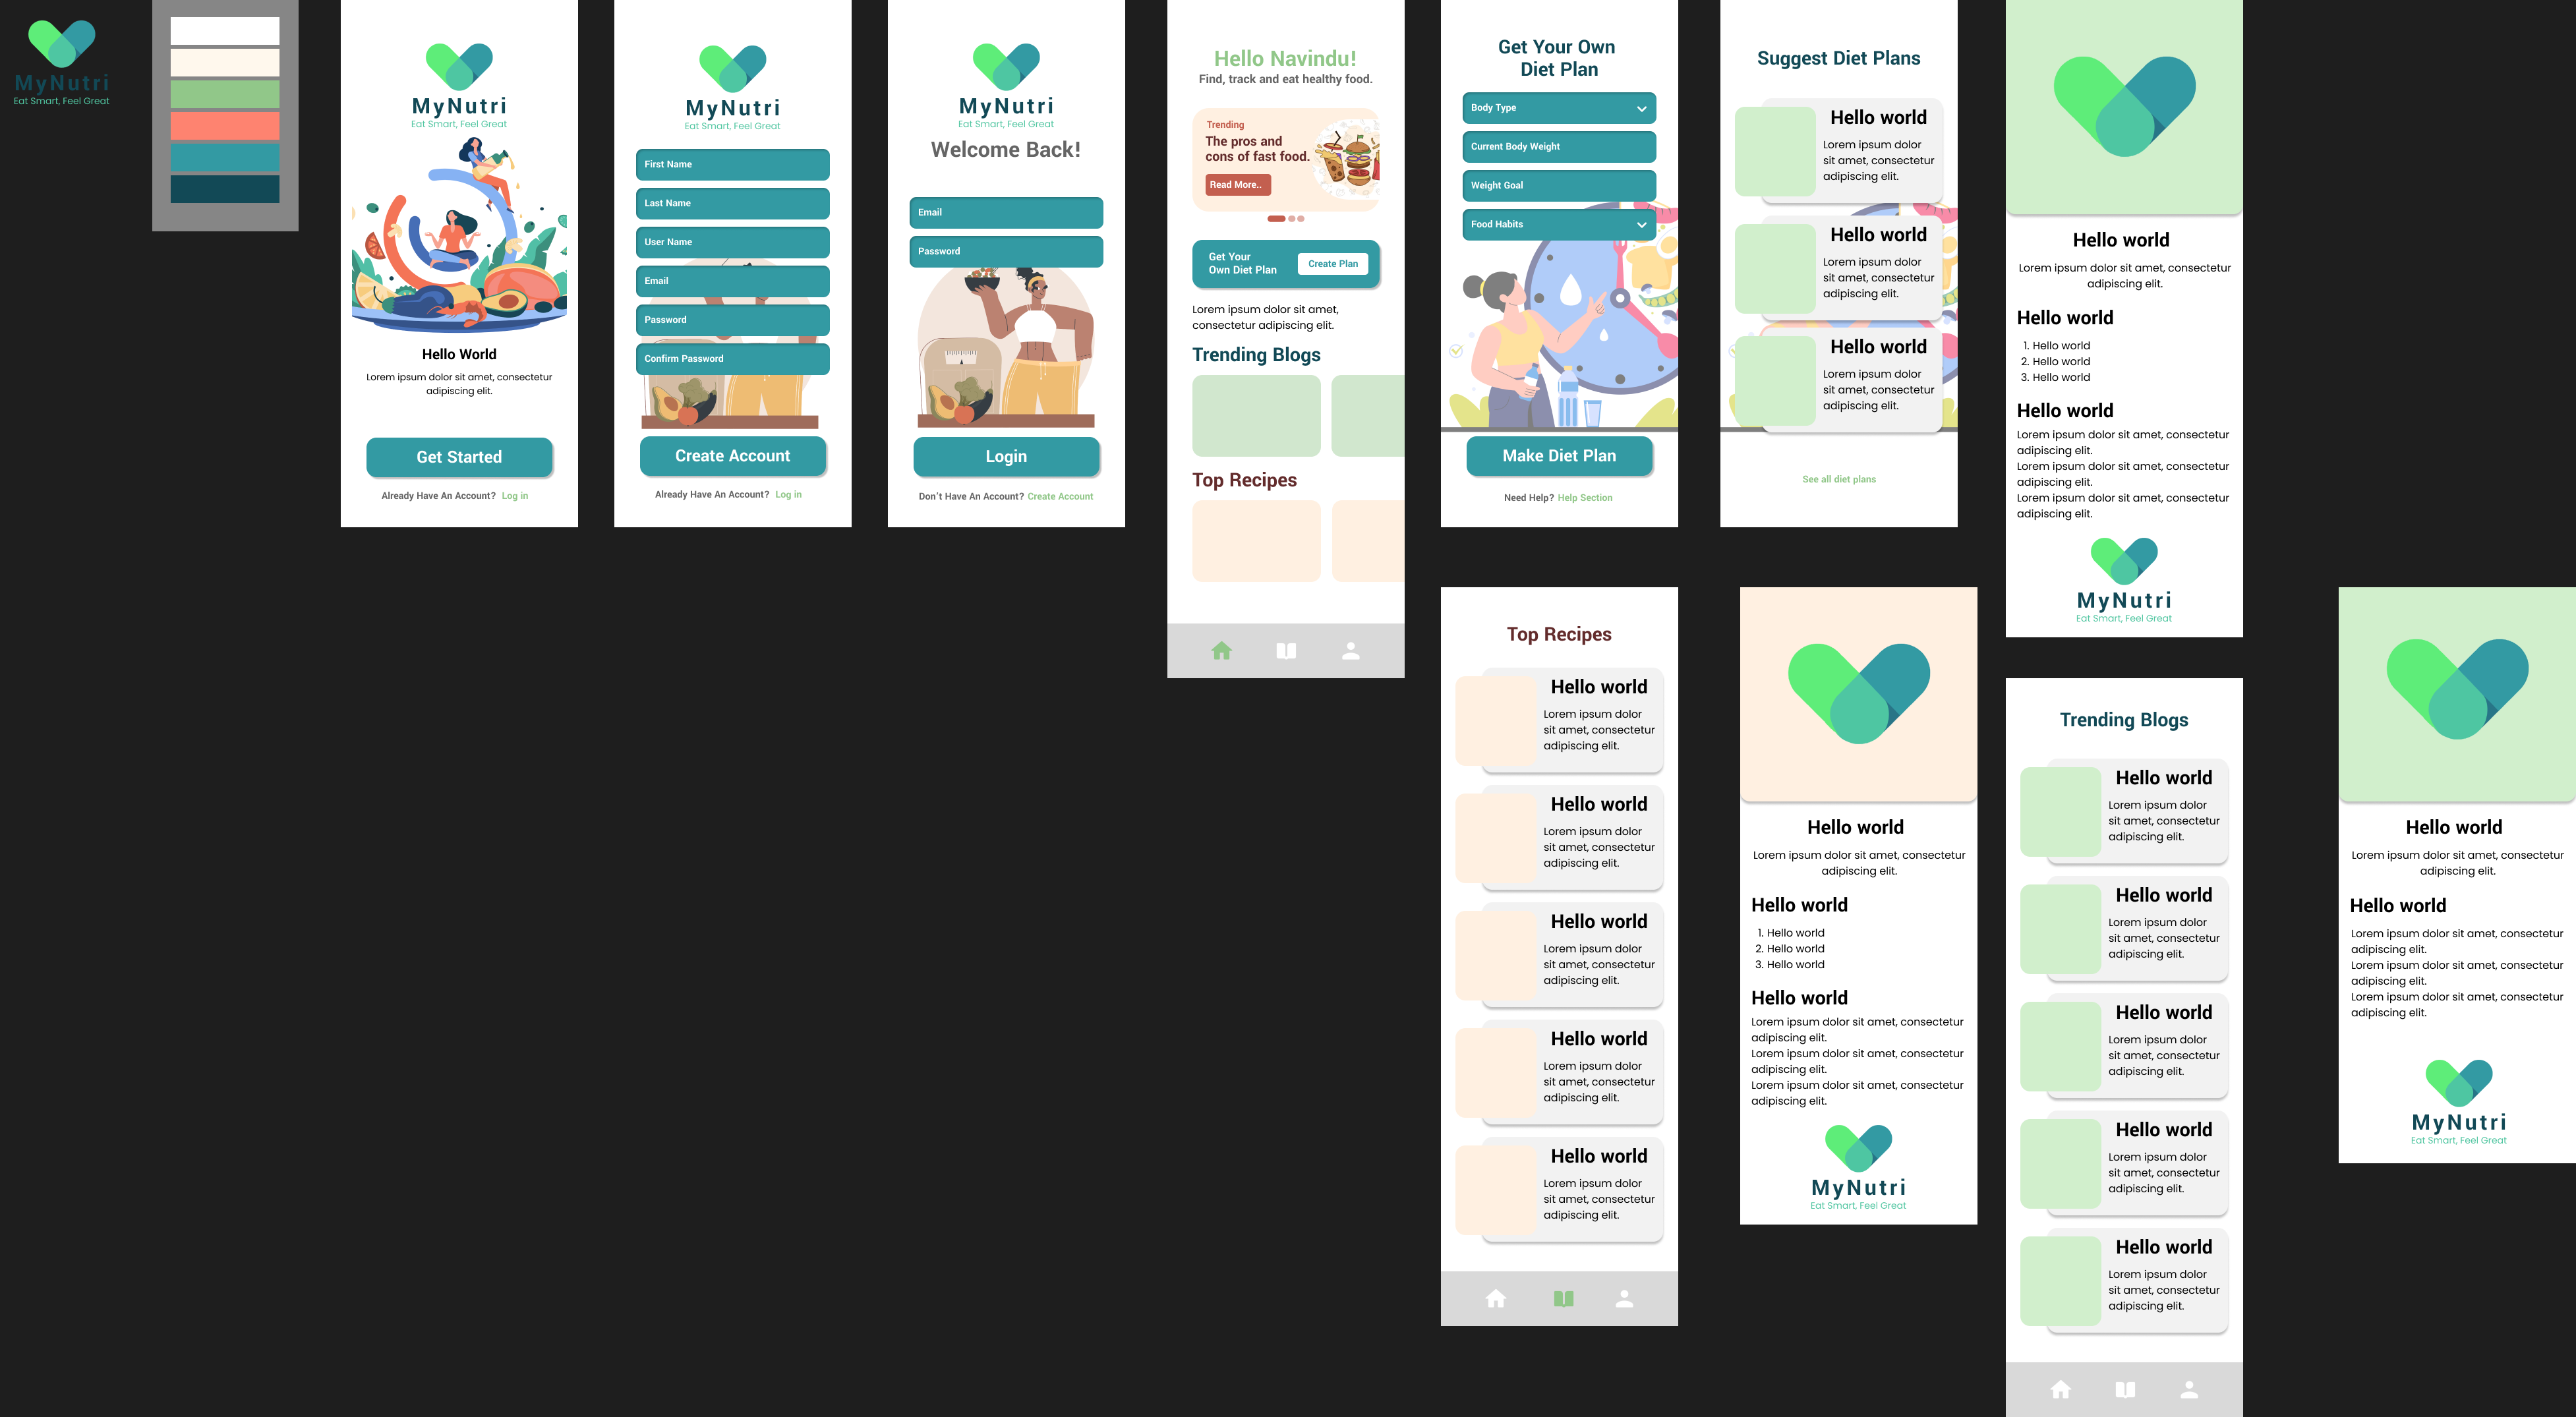 MyNutri
Eat Smart, Feel Great
MyNutri
Eat Smart, Feel Great
Hello World
Lorem ipsum dolor sit amet, consectetur
adipiscing elit.
Get Started
Already Have An Account? Log in
MyNutri
Eat Smart, Feel Great
First Name
Last Name
User Name
Email
Password
Confirm Password
Create Account
Already Have An Account? Log in
MyNutri
Eat Smart, Feel Great
Welcome Back!
Email
Password
Login
Don't Have An Account? Create Account
Hello Navindu!
Find, track and eat healthy food.
Trending
The pros and
cons of fast food.
Read More..
Get Your
Own Diet Plan
Create Plan
Lorem ipsum dolor sit amet,
consectetur adipiscing elit.
Trending Blogs
Top Recipes
Get Your Own
Diet Plan
Body Type
Current Body Weight
Weight Goal
Food Habits
Make Diet Plan
Need Help? Help Section
Suggest Diet Plans
Hello world
Lorem ipsum dolor
sit amet, consectetur
adipiscing elit.
Hello world
Lorem ipsum dolor
sit amet, consectetur
adipiscing elit.
Hello world
Lorem ipsum dolor
sit amet, consectetur
adipiscing elit.
See all diet plans
Hello world
Lorem ipsum dolor sit amet, consectetur
adipiscing elit.
Hello world
1. Hello world
2. Hello world
3. Hello world
Hello world
Lorem ipsum dolor sit amet, consectetur
adipiscing elit.
Lorem ipsum dolor sit amet, consectetur
adipiscing elit.
Lorem ipsum dolor sit amet, consectetur
adipiscing elit.
MyNutri
Eat Smart, Feel Great
Top Recipes
Hello world
Lorem ipsum dolor
sit amet, consectetur
adipiscing elit.
Hello world
Lorem ipsum dolor
sit amet, consectetur
adipiscing elit.
Hello world
Lorem ipsum dolor
sit amet, consectetur
adipiscing elit.
Hello world
Lorem ipsum dolor
sit amet, consectetur
adipiscing elit.
Hello world
Lorem ipsum dolor
sit amet, consectetur
adipiscing elit.
Hello world
Lorem ipsum dolor sit amet, consectetur
adipiscing elit.
Hello world
1. Hello world
2. Hello world
3. Hello world
Hello world
Lorem ipsum dolor sit amet, consectetur
adipiscing elit.
Lorem ipsum dolor sit amet, consectetur
adipiscing elit.
Lorem ipsum dolor sit amet, consectetur
adipiscing elit.
MyNutri
Eat Smart, Feel Great
Trending Blogs
Hello world
Lorem ipsum dolor
sit amet, consectetur
adipiscing elit.
Hello world
Lorem ipsum dolor
sit amet, consectetur
adipiscing elit.
Hello world
Lorem ipsum dolor
sit amet, consectetur
adipiscing elit.
Hello world
Lorem ipsum dolor
sit amet, consectetur
adipiscing elit.
Hello world
Lorem ipsum dolor
sit amet, consectetur
adipiscing elit.
Hello world
Lorem ipsum dolor sit amet, consectetur
adipiscing elit.
Hello world
Lorem ipsum dolor sit amet, consectetur
adipiscing elit.
Lorem ipsum dolor sit amet, consectetur
adipiscing elit.
Lorem ipsum dolor sit amet, consectetur
adipiscing elit.
MyNutri
Eat Smart, Feel Great